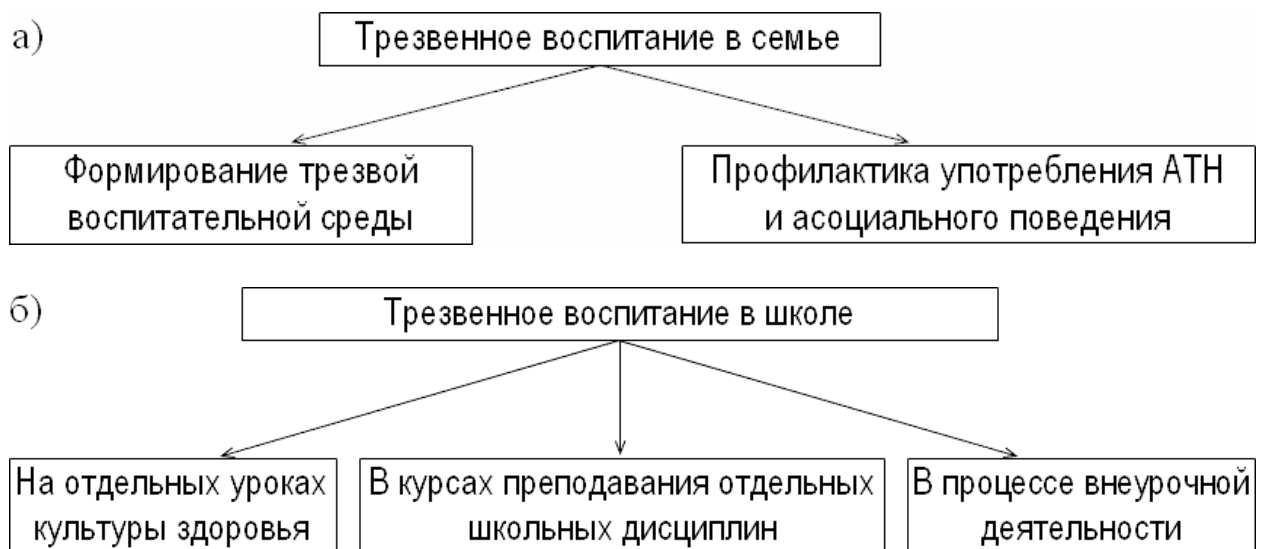 а)
Трезвенное воспитание в семье
Формирование трезвой
воспитательной среды
Профилактика употребления АТН
и асоциального поведения
б)
Трезвенное воспитание в школе
На отдельных уроках
культуры здоровья
В курсах преподавания отдельных
школьных дисциплин
В процессе внеурочной
деятельности